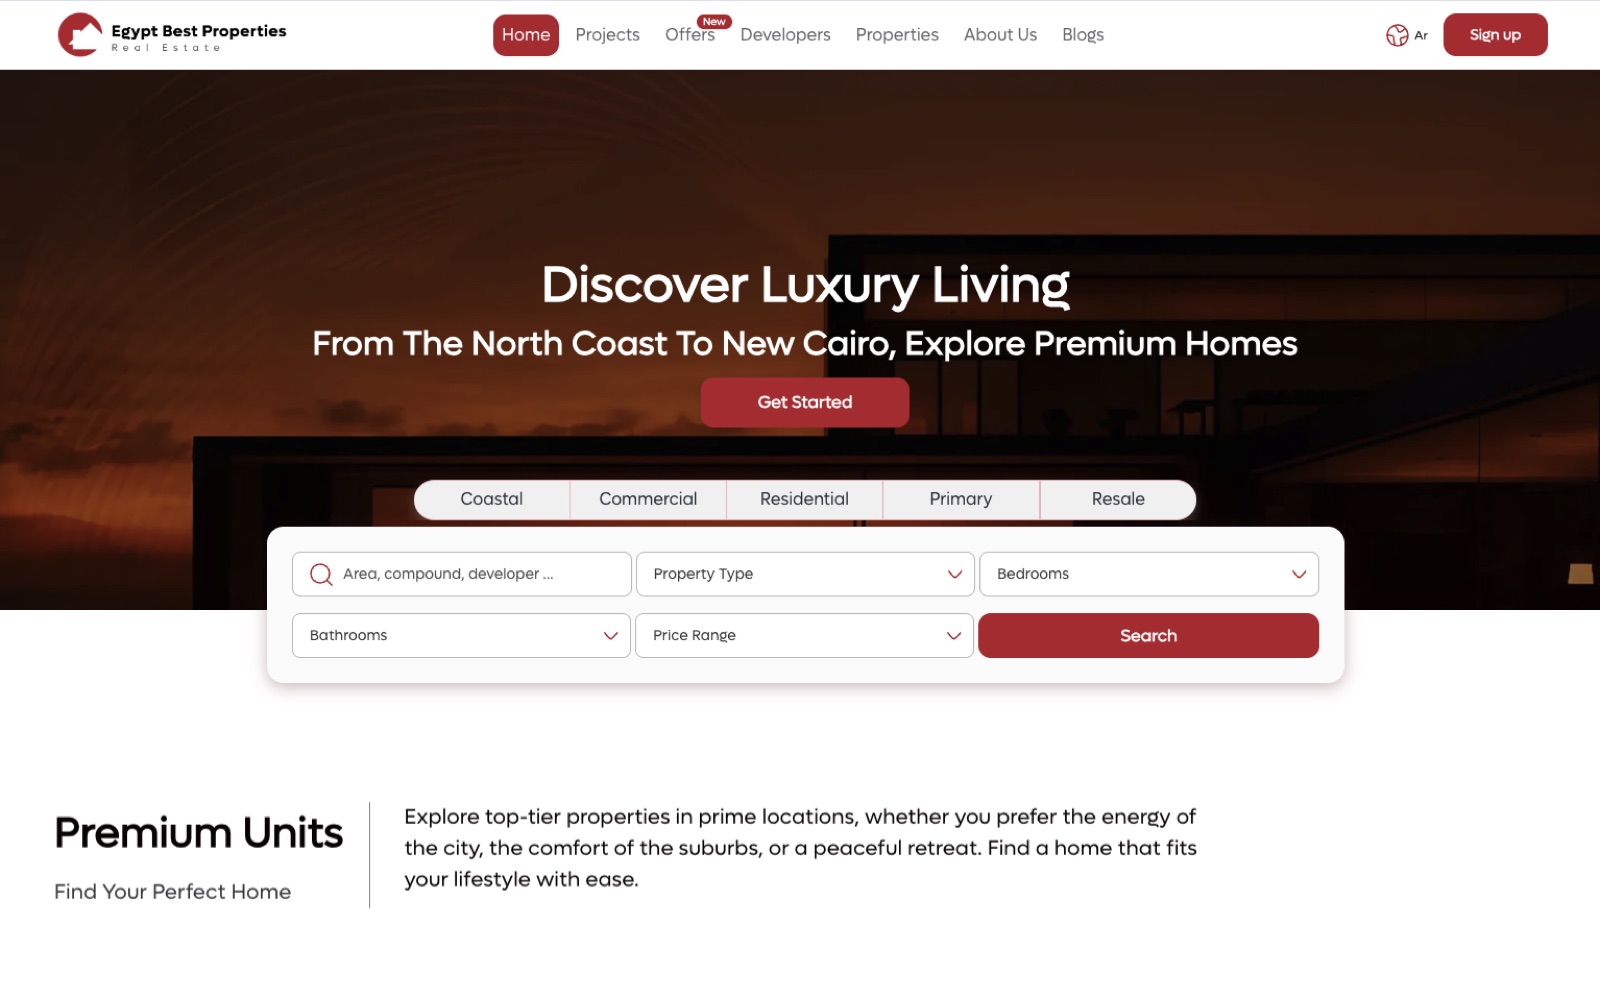 Egypt Best Properties
Real Estate
Home
Projects
Offers
New
Developers
Properties
About Us
Blogs
Ar
Sign up
Discover Luxury Living
From The North Coast To New Cairo, Explore Premium Homes
Get Started
Coastal
Commercial
Residential
Primary
Resale
Area, compound, developer ...
Property Type
Bedrooms
Bathrooms
Price Range
Search
Premium Units
Find Your Perfect Home
Explore top-tier properties in prime locations, whether you prefer the energy of
the city, the comfort of the suburbs, or a peaceful retreat. Find a home that fits
your lifestyle with ease.